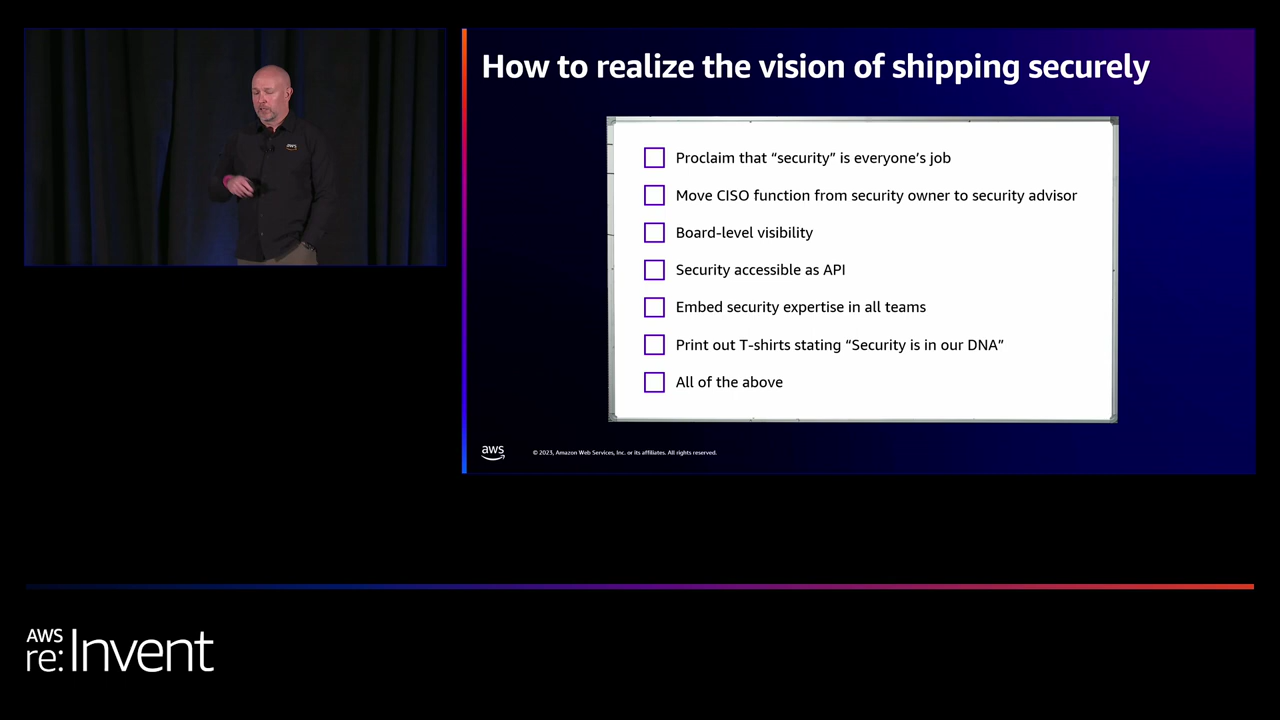 How to realize the vision of shipping securely
Proclaim that “security” is everyone’s job
Move CISO function from security owner to security advisor
Board-level visibility
Security accessible as API
Embed security expertise in all teams
Print out T-shirts stating “Security is in our DNA”
All of the above
aws
© 2023, Amazon Web Services, Inc. or its affiliates. All rights reserved.
aws
AWS
re:Invent